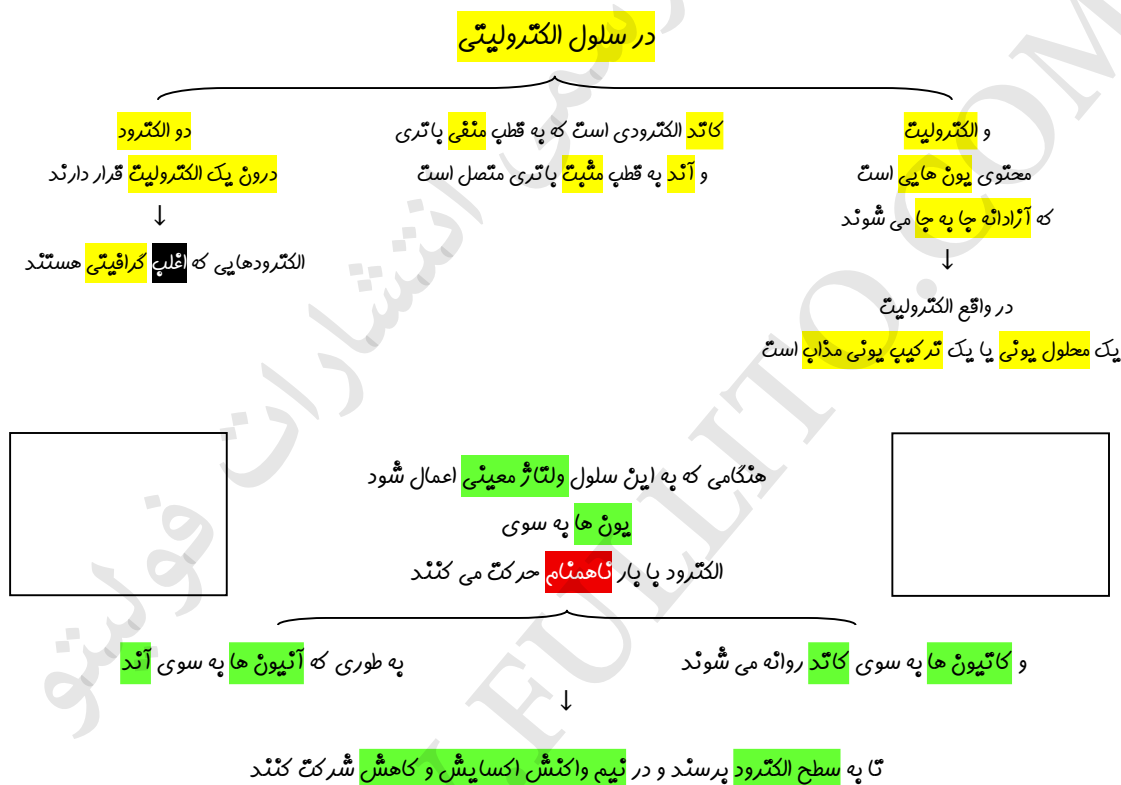 در سلول الکترولیتی
و الکترولیت
محتوی یون هایی است
که آزادانه جا به جا می شوند
↓
در واقع الکترولیت
یک محلول یونی یا یک ترکیب یونی مذاب است
کاتد الکترودی است که به قطب منفی باتری
و آند به قطب مثبت باتری متصل است
دو الکترود
درون یک الکترولیت قرار دارند
↓
الکترودهایی که اغلب گرافیتی هستند
هنگامی که به این سلول ولتاژ معینی اعمال شود
یون ها به سوی
الکترود با بار ناهمنام حرکت می کنند
و کاتیون ها به سوی کاتد روانه می شوند
به طوری که آنیون ها به سوی آند
↓
تا به سطح الکترود برسند و در نیم واکنش اکسایش و کاهش شرکت کنند
رسمی انتشارات فولیتو
FULLITO.COM